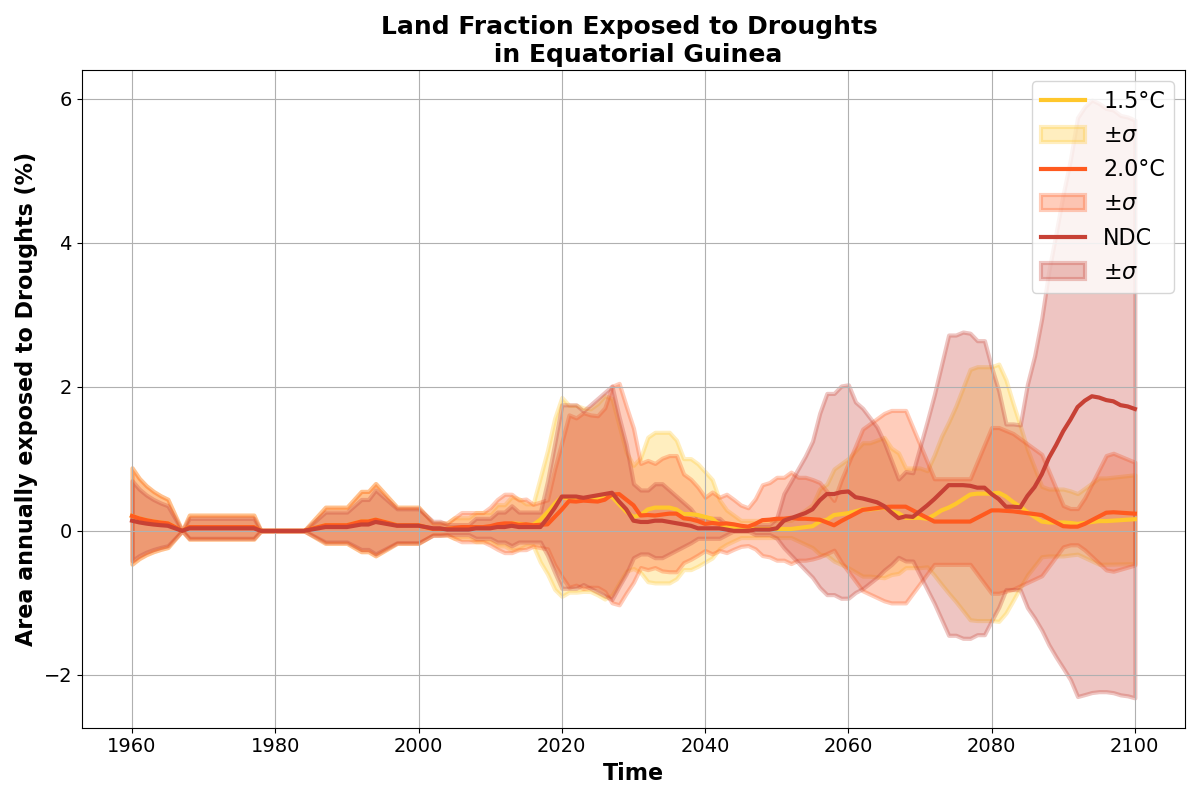 Land Fraction Exposed to Droughts
in Equatorial Guinea
Area annually exposed to Droughts (%)
6
4
2
0
−2
1.5°C
±σ
2.0°C
±σ
NDC
±σ
1960 1980 2000 2020 2040 2060 2080 2100
Time